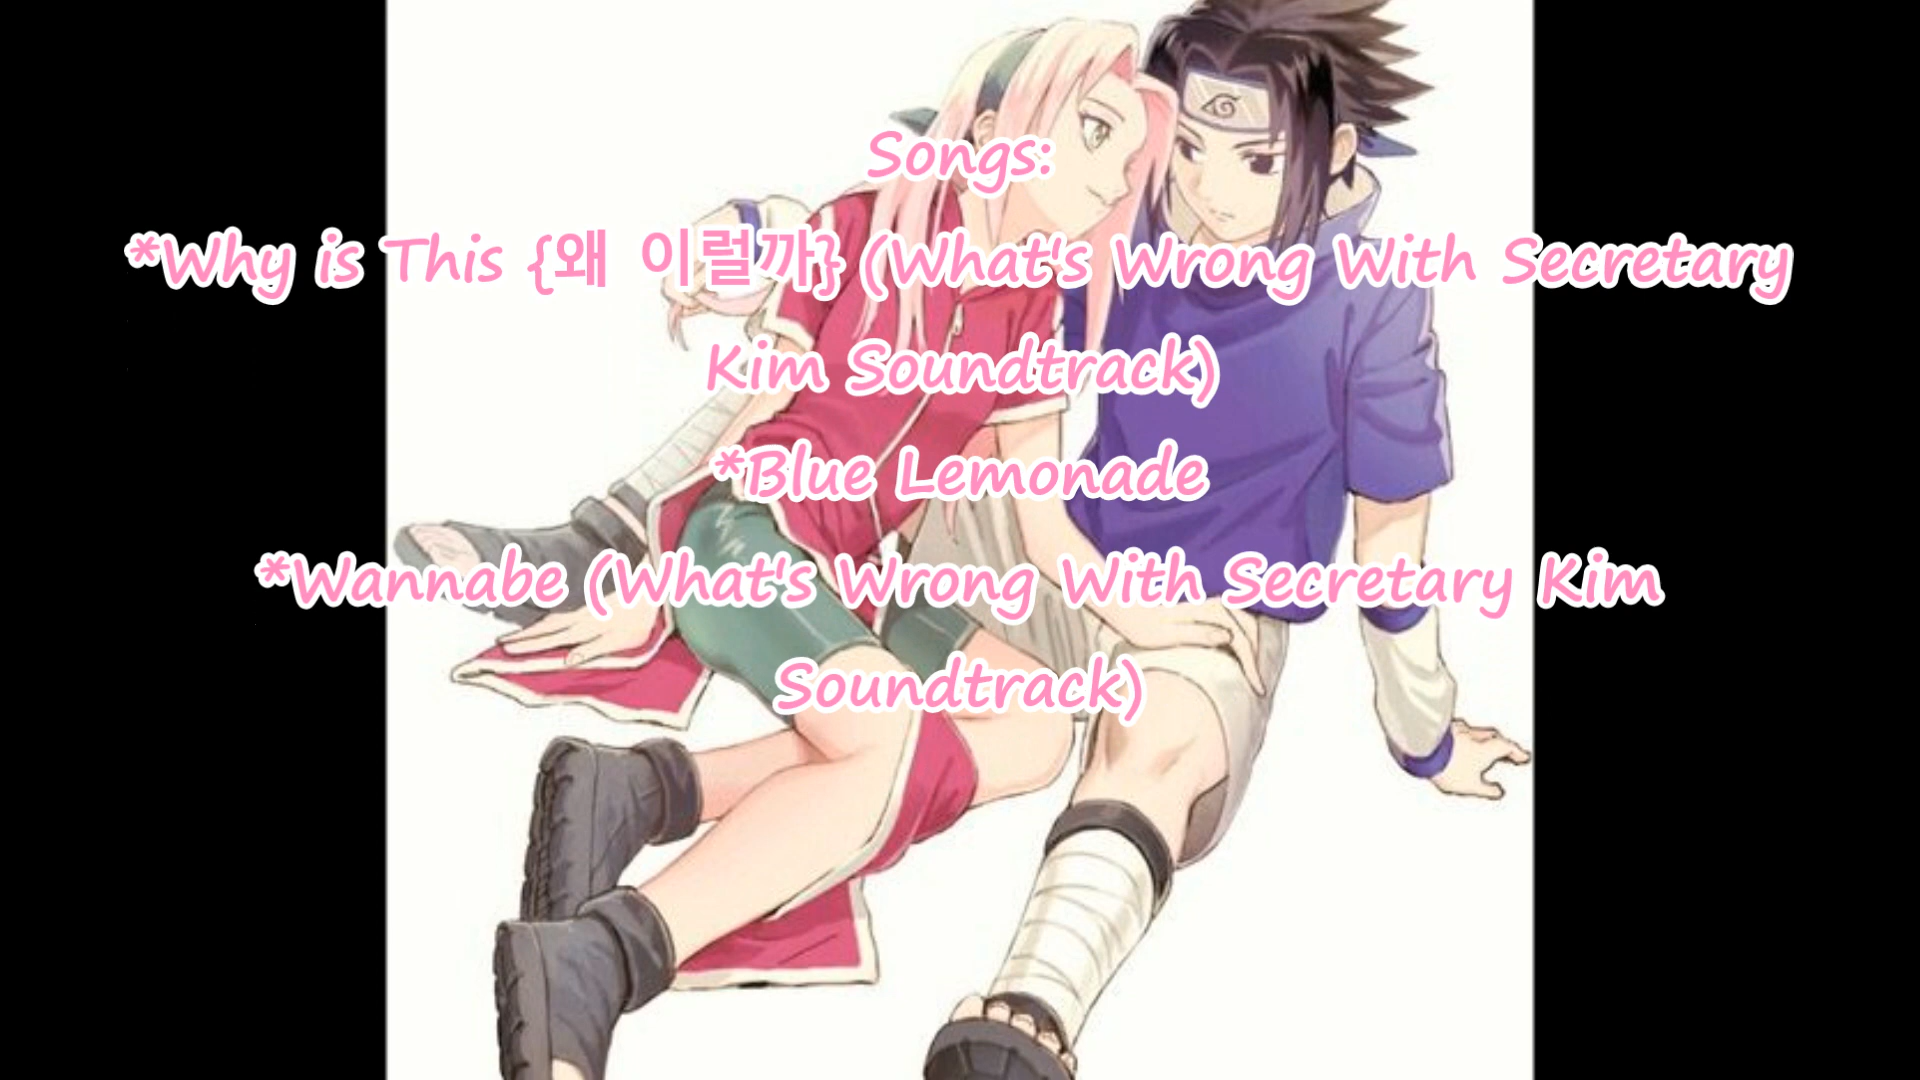 Songs:
*Why is This {왜 이럴까} (What's Wrong With Secretary
Kim Soundtrack)
*Blue Lemonade
*Wannabe (What's Wrong With Secretary Kim
Soundtrack)